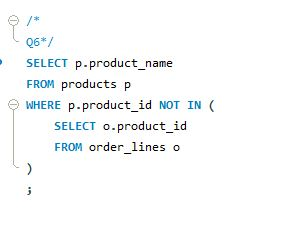 /*
Q6*/
SELECT p.product_name
FROM products p
WHERE p.product_id NOT IN (
    SELECT o.product_id
    FROM order_lines o
)
;